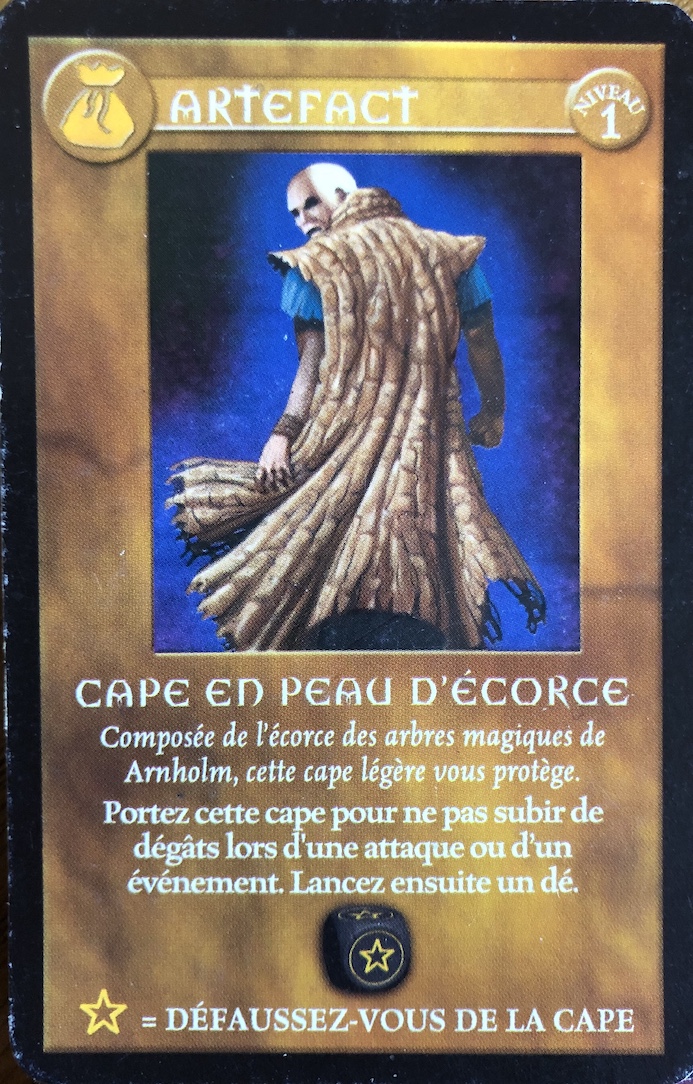 ARTEFACT
NIVEAU
1
CAPE EN PEAU D'ÉCORCE
Composée de l'écorce des arbres magiques de
Arnholm, cette cape légère vous protège.
Portez cette cape pour ne pas subir de
dégâts lors d'une attaque ou d'un
événement. Lancez ensuite un dé.
= DÉFAUSSEZ-VOUS DE LA CAPE